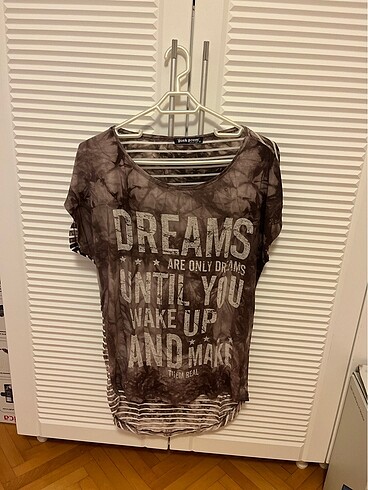 DREAMS
ARE ONLY DREAMS
UNTIL YOU
WAKE UP
AND MAKE
THEM REAL